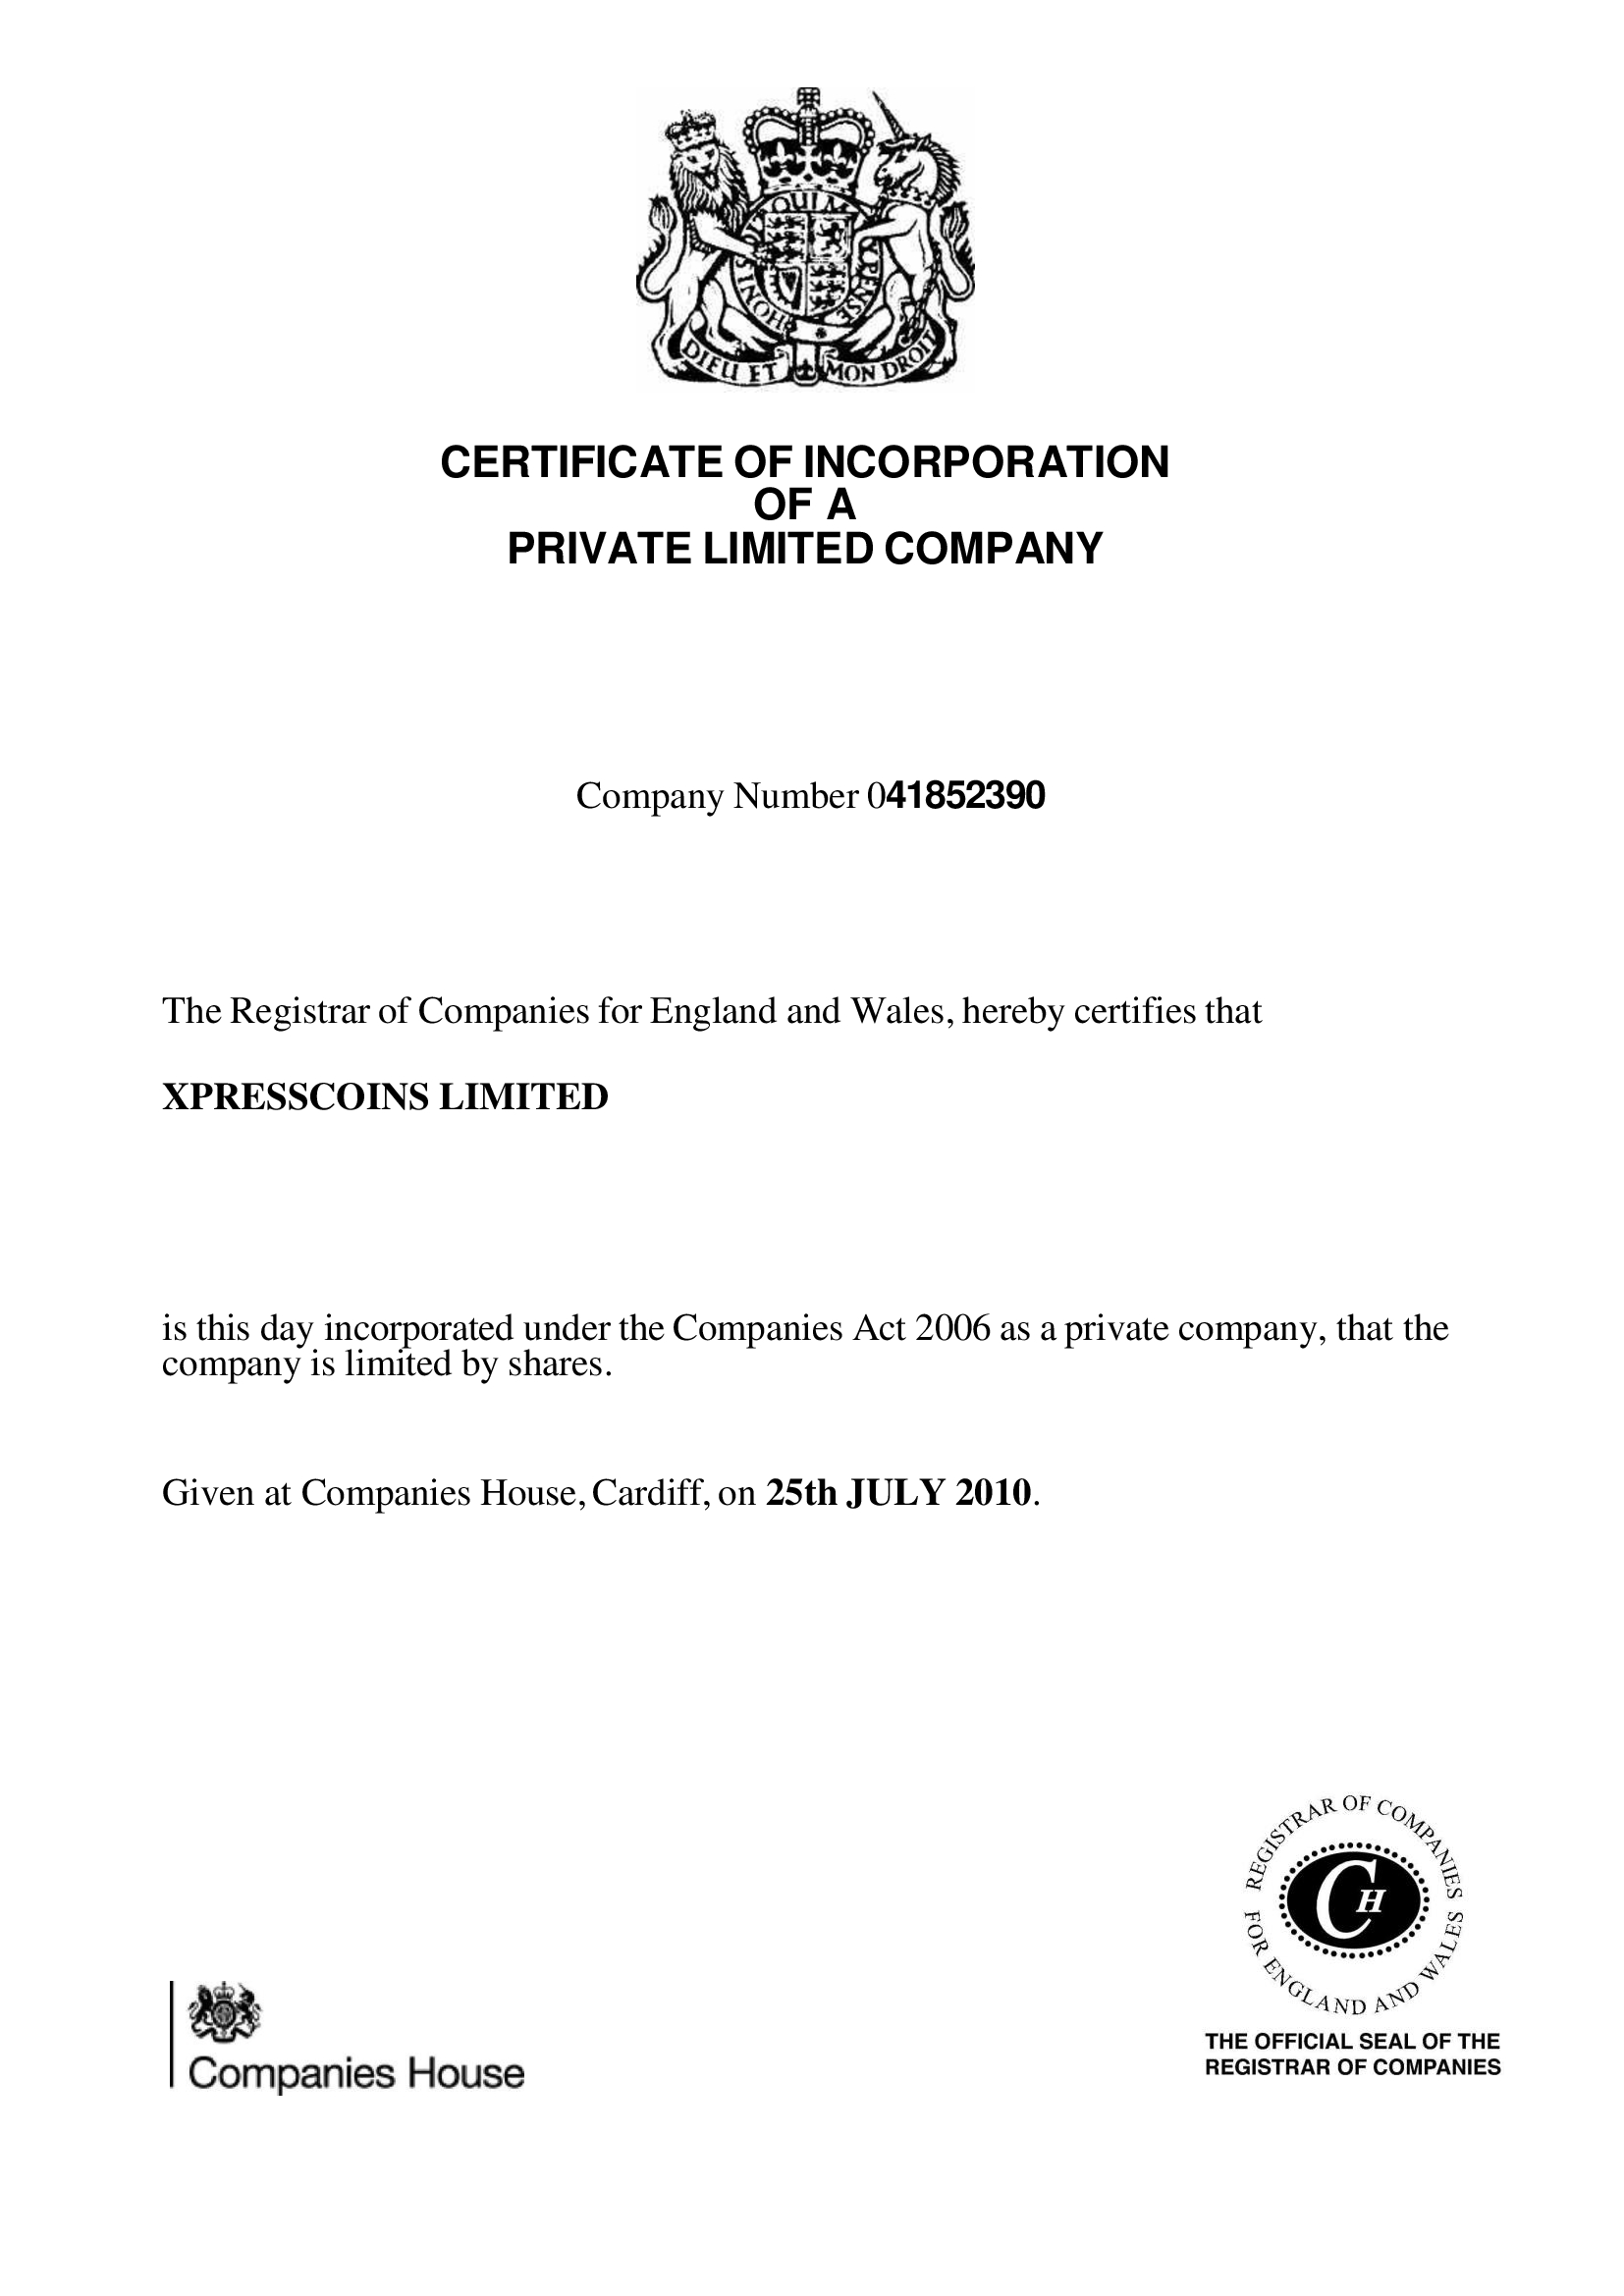 QUI M
HONI S
Y PENSE
DIEU ET MON DROIT
CERTIFICATE OF INCORPORATION
OF A
PRIVATE LIMITED COMPANY
Company Number 041852390
The Registrar of Companies for England and Wales, hereby certifies that
XPRESSCOINS LIMITED
is this day incorporated under the Companies Act 2006 as a private company, that the
company is limited by shares.
Given at Companies House, Cardiff, on 25th JULY 2010.
REGISTRAR OF COMPANIES
CH
FOR ENGLAND AND WALES
THE OFFICIAL SEAL OF THE
REGISTRAR OF COMPANIES
Companies House